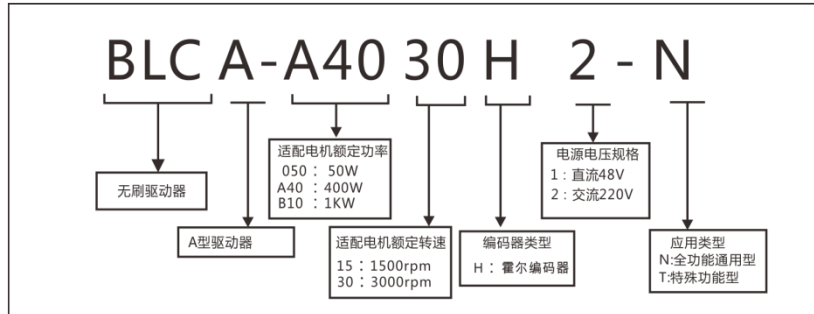 BLC A-A40 30 H 2 - N
适配电机额定功率
050 : 50W
A40 : 400W
B10 : 1KW
电源电压规格
1 : 直流48V
2 : 交流220V
无刷驱动器
A型驱动器
适配电机额定转速
15 : 1500rpm
30 : 3000rpm
编码器类型
H : 霍尔编码器
应用类型
N:全功能通用型
T:特殊功能型